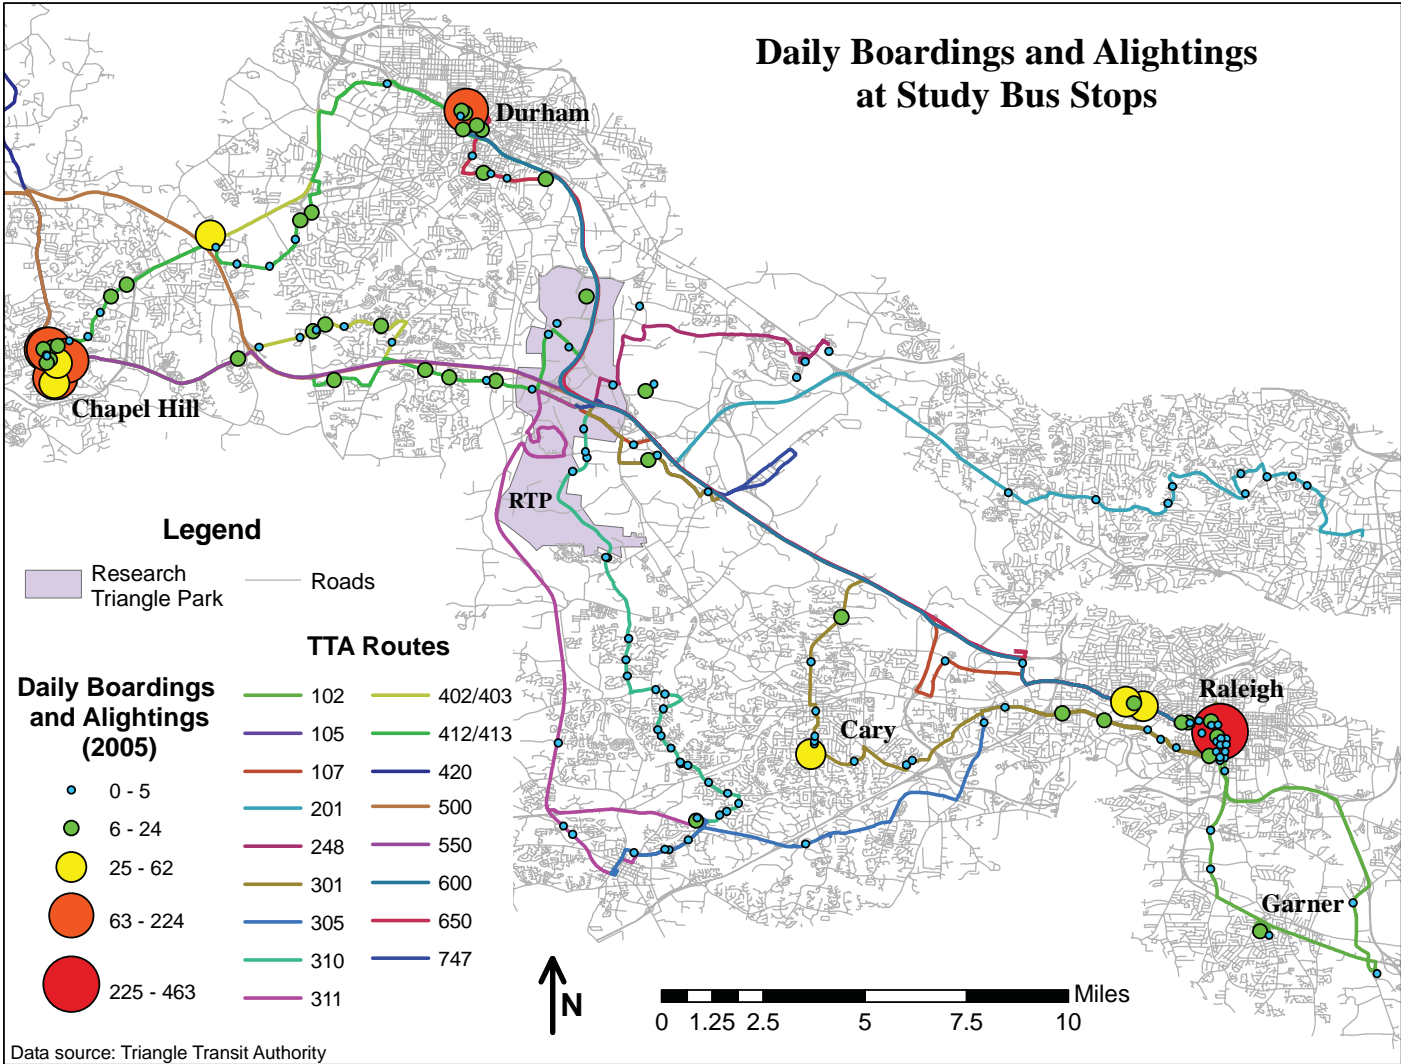 Daily Boardings and Alightings
at Study Bus Stops
Durham
Chapel Hill
RTP
Cary
Raleigh
Garner
Legend
Research
Triangle Park
Roads
TTA Routes
Daily Boardings
and Alightings
(2005)
0 - 5
6 - 24
25 - 62
63 - 224
225 - 463
102
105
107
201
248
301
305
310
311
402/403
412/413
420
500
550
600
650
747
N
Miles
0 1.25 2.5 5 7.5 10
Data source: Triangle Transit Authority